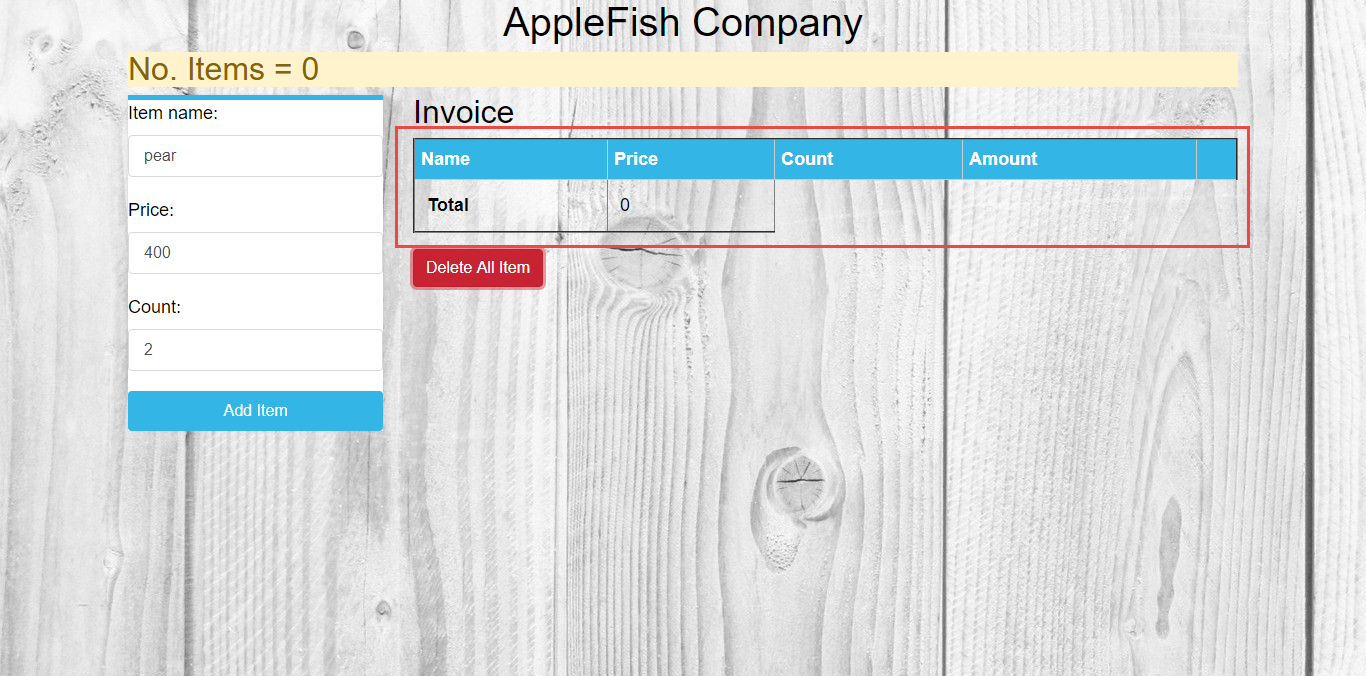 AppleFish Company
No. Items = 0
Item name:
pear
Price:
400
Count:
2
Add Item
Invoice
Name Price Count Amount
Total 0
Delete All Item